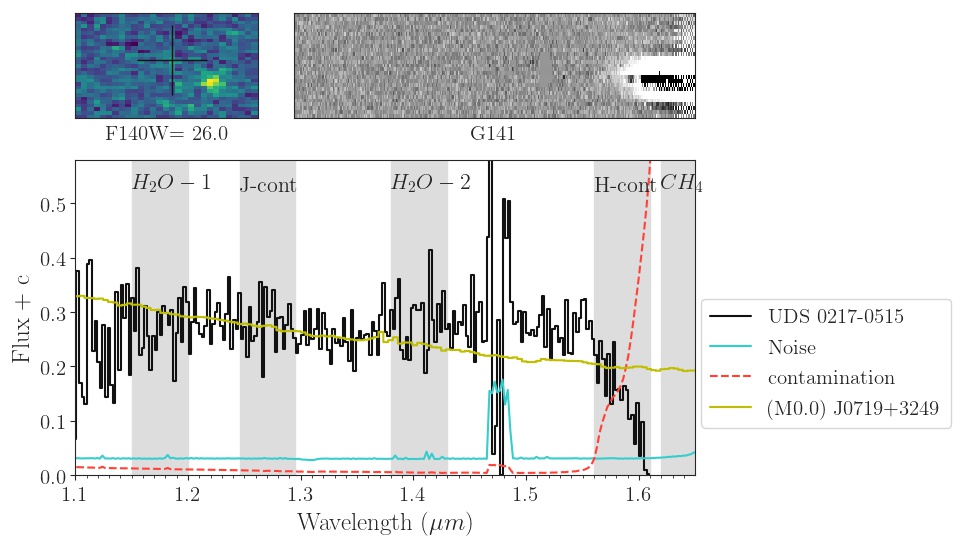 F140W= 26.0
G141
H₂O − 1
J-cont
H₂O − 2
H-cont
CH₄
Flux + c
0.5
0.4
0.3
0.2
0.1
0.0
1.1
1.2
1.3
1.4
1.5
1.6
Wavelength (μm)
UDS 0217-0515
Noise
contamination
(M0.0) J0719+3249